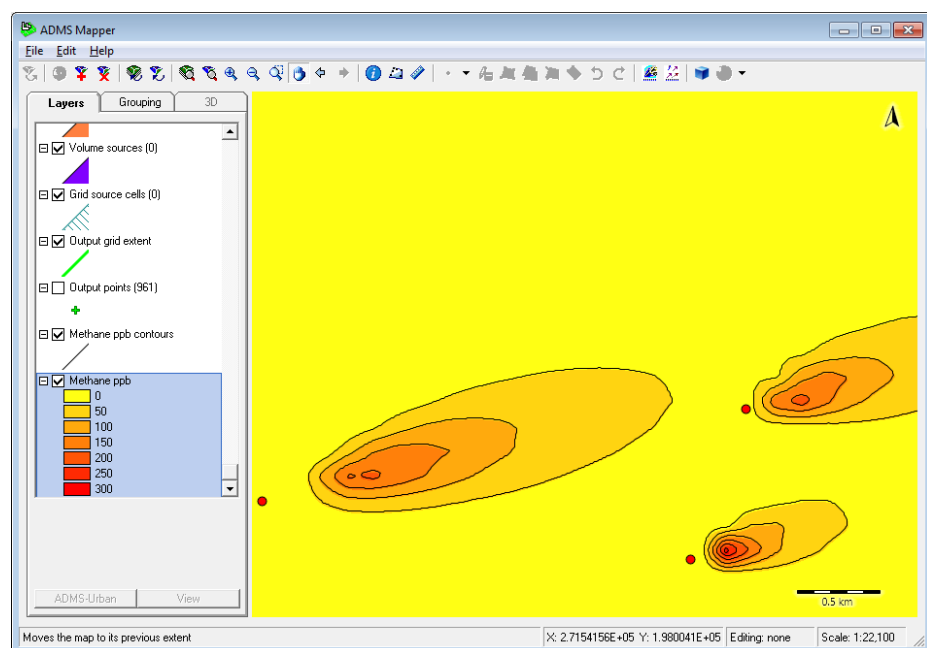 ADMS Mapper
File Edit Help
Layers Grouping 3D
Volume sources (0)
Grid source cells (0)
Output grid extent
Output points (961)
Methane ppb contours
Methane ppb
0
50
100
150
200
250
300
ADMS-Urban View
0.5 km
Moves the map to its previous extent X: 2.7154156E+05 Y: 1.980041E+05 Editing: none Scale: 1:22,100